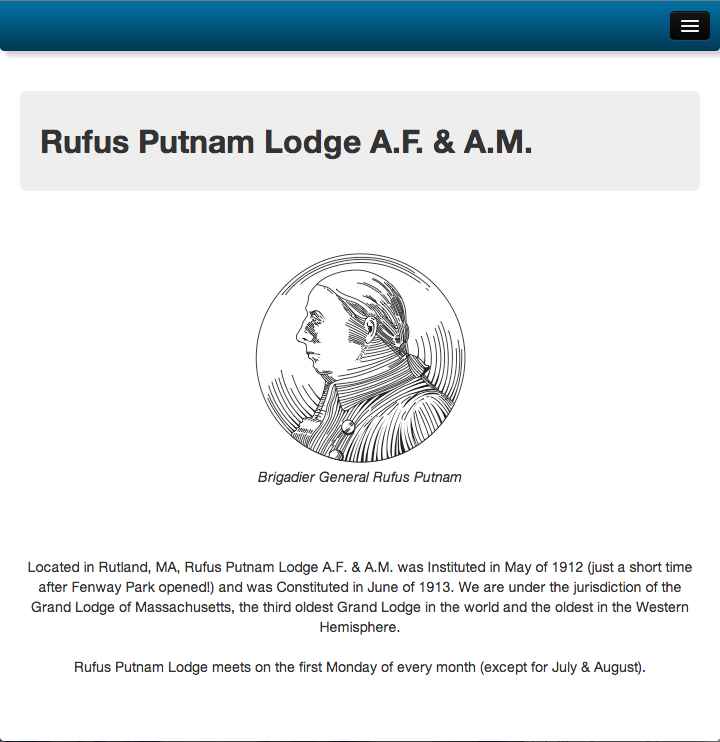 Rufus Putnam Lodge A.F. & A.M.
Brigadier General Rufus Putnam
Located in Rutland, MA, Rufus Putnam Lodge A.F. & A.M. was Instituted in May of 1912 (just a short time
after Fenway Park opened!) and was Constituted in June of 1913. We are under the jurisdiction of the
Grand Lodge of Massachusetts, the third oldest Grand Lodge in the world and the oldest in the Western
Hemisphere.
Rufus Putnam Lodge meets on the first Monday of every month (except for July & August).